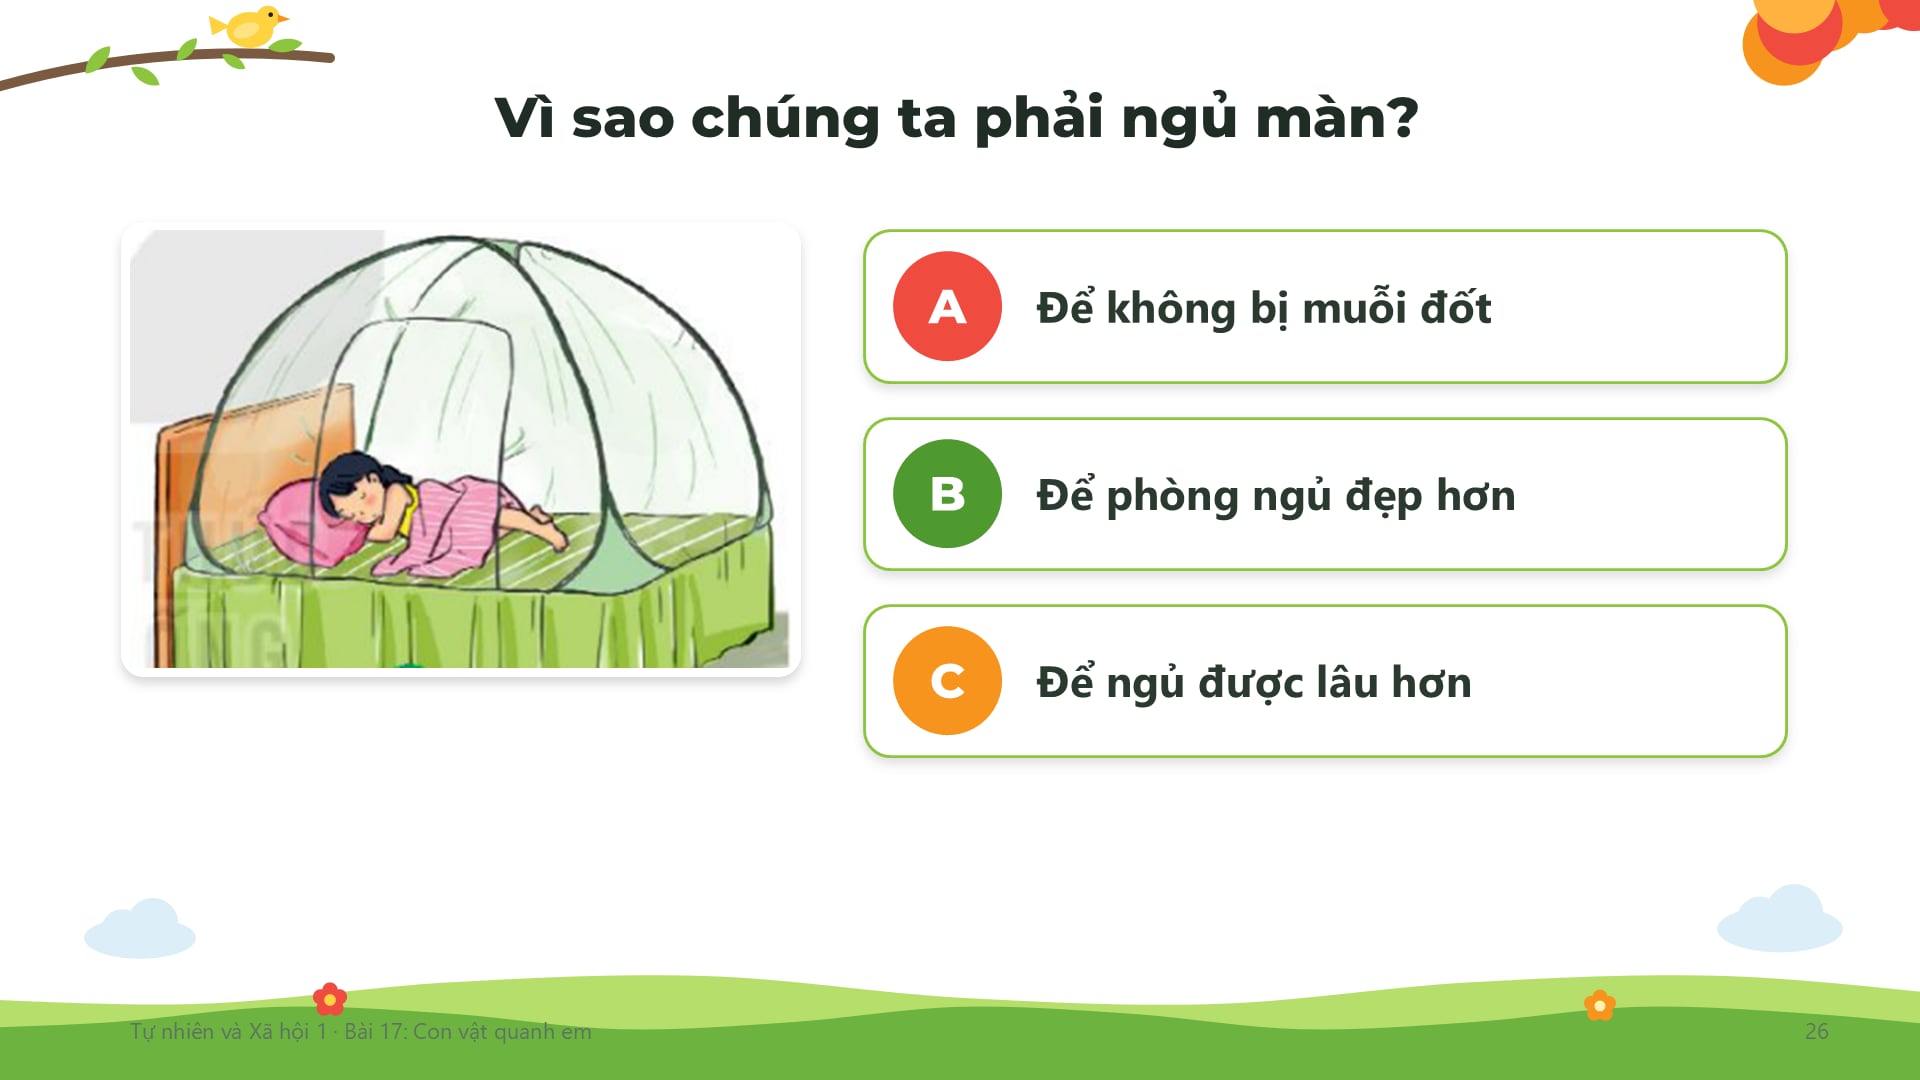 Vì sao chúng ta phải ngủ màn?
A
Để không bị muỗi đốt
B
Để phòng ngủ đẹp hơn
C
Để ngủ được lâu hơn
Tự nhiên và Xã hội 1 · Bài 17: Con vật quanh em
26